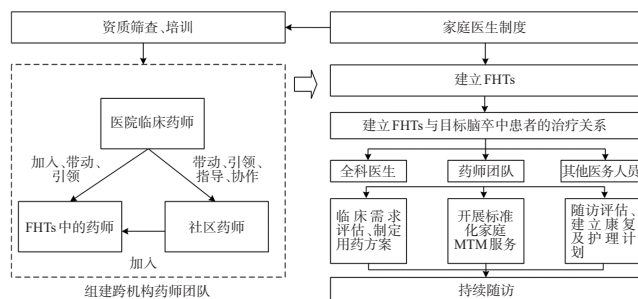 资质筛查、培训
家庭医生制度
医院临床药师
加入、带动、
引领
带动、引领、
指导、协作
FHTs中的药师
社区药师
加入
组建跨机构药师团队
建立FHTs
建立FHTs与目标脑卒中患者的治疗关系
全科医生
药师团队
其他医务人员
临床需求
评估、制定
用药方案
开展标准
化家庭
MTM服务
随访评估、
建立康复
及护理计
划
持续随访